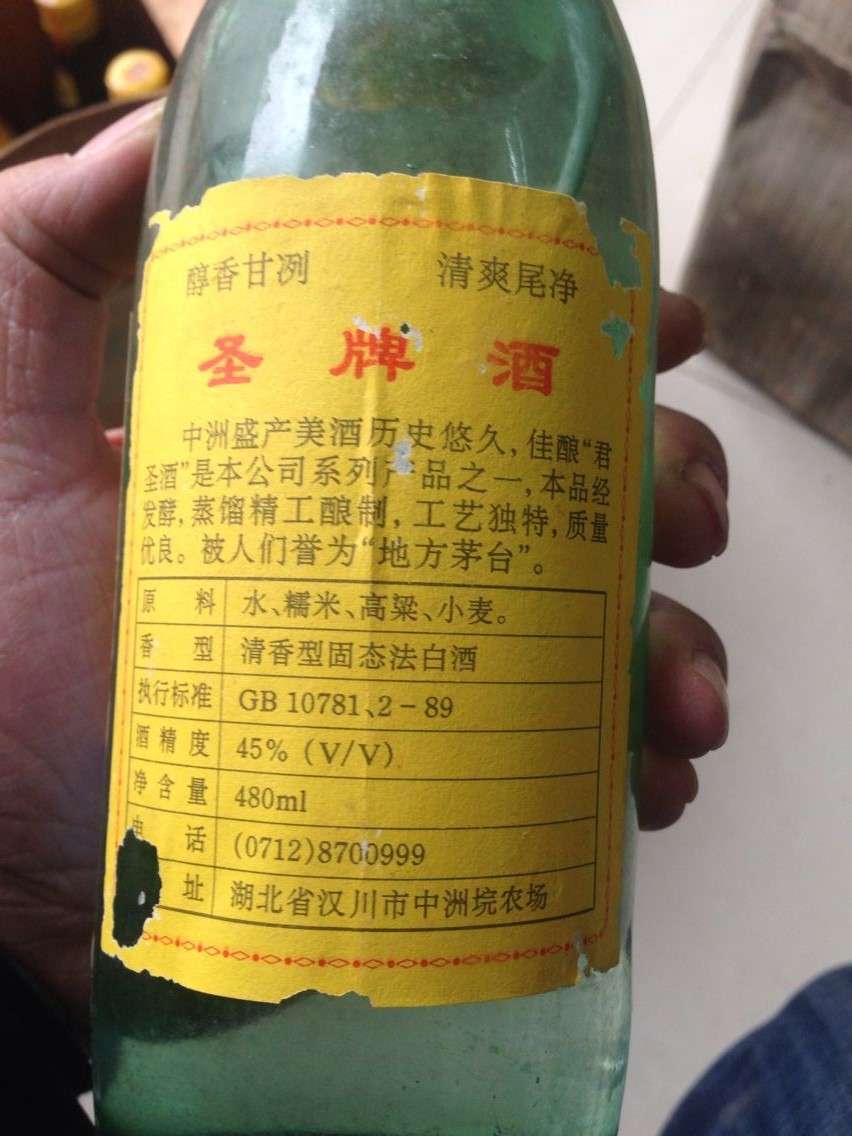 醇香甘冽 清爽尾净
圣牌酒
中洲盛产美酒历史悠久,佳酿“君
圣酒”是本公司系列产品之一,本品经
发酵,蒸馏精工酿制,工艺独特,质量
优良。被人们誉为“地方茅台”。
原料 水、糯米、高粱、小麦。
香型 清香型固态法白酒
执行标准 GB 10781、2-89
酒精度 45%(V/V)
净含量 480ml
电话 (0712)8700999
址 湖北省汉川市中洲垸农场